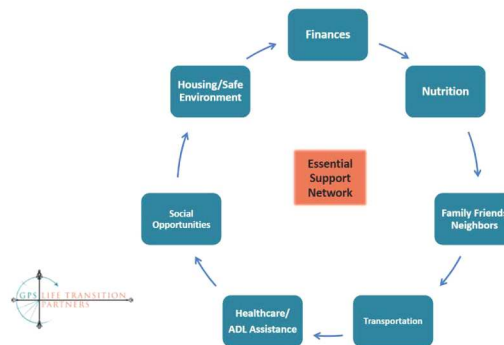 Finances
Housing/Safe
Environment
Nutrition
Essential
Support
Network
Social
Opportunities
Family Friends
Neighbors
Healthcare/
ADL Assistance
Transportation
GPS LIFE TRANSITION
PARTNERS